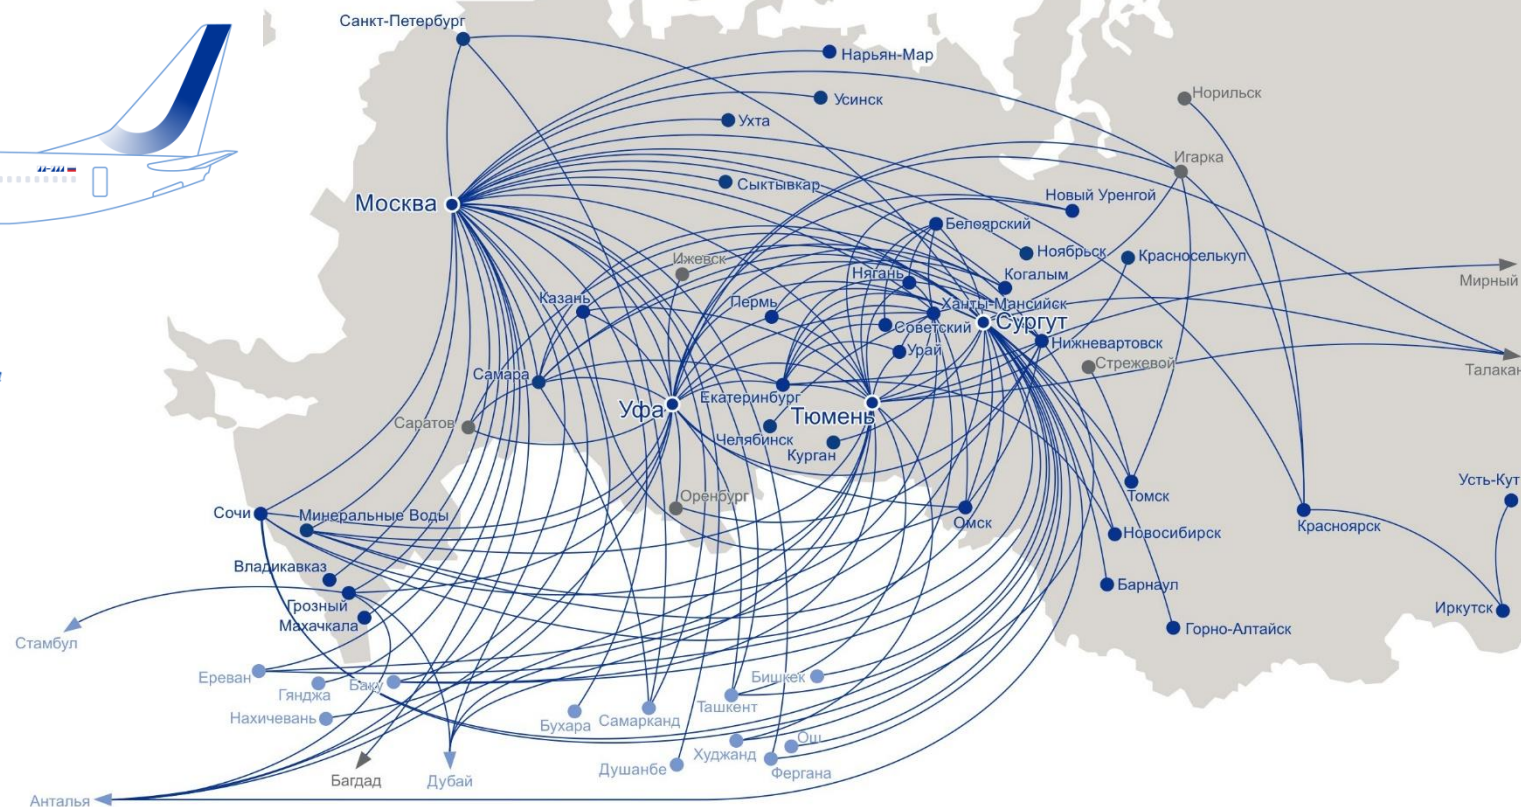 Санкт-Петербург
Нарьян-Мар
Усинск
Норильск
Ухта
Игарка
Сыктывкар
Новый Уренгой
Москва
Белоярский
Ноябрьск
Красноселькуп
Ижевск
Нягань
Когалым
Мирный
Казань
Пермь
Ханты-Мансийск
Сургут
Советский
Урай
Нижневартовск
Стрежевой
Талакан
Самара
Екатеринбург
Уфа
Тюмень
Саратов
Челябинск
Курган
Усть-Кут
Оренбург
Томск
Сочи
Минеральные Воды
Омск
Красноярск
Новосибирск
Владикавказ
Барнаул
Грозный
Махачкала
Иркутск
Горно-Алтайск
Стамбул
Ереван
Гянджа
Баку
Бишкек
Нахичевань
Бухара
Самарканд
Ташкент
Ош
Худжанд
Душанбе
Фергана
Багдад
Дубай
Анталья